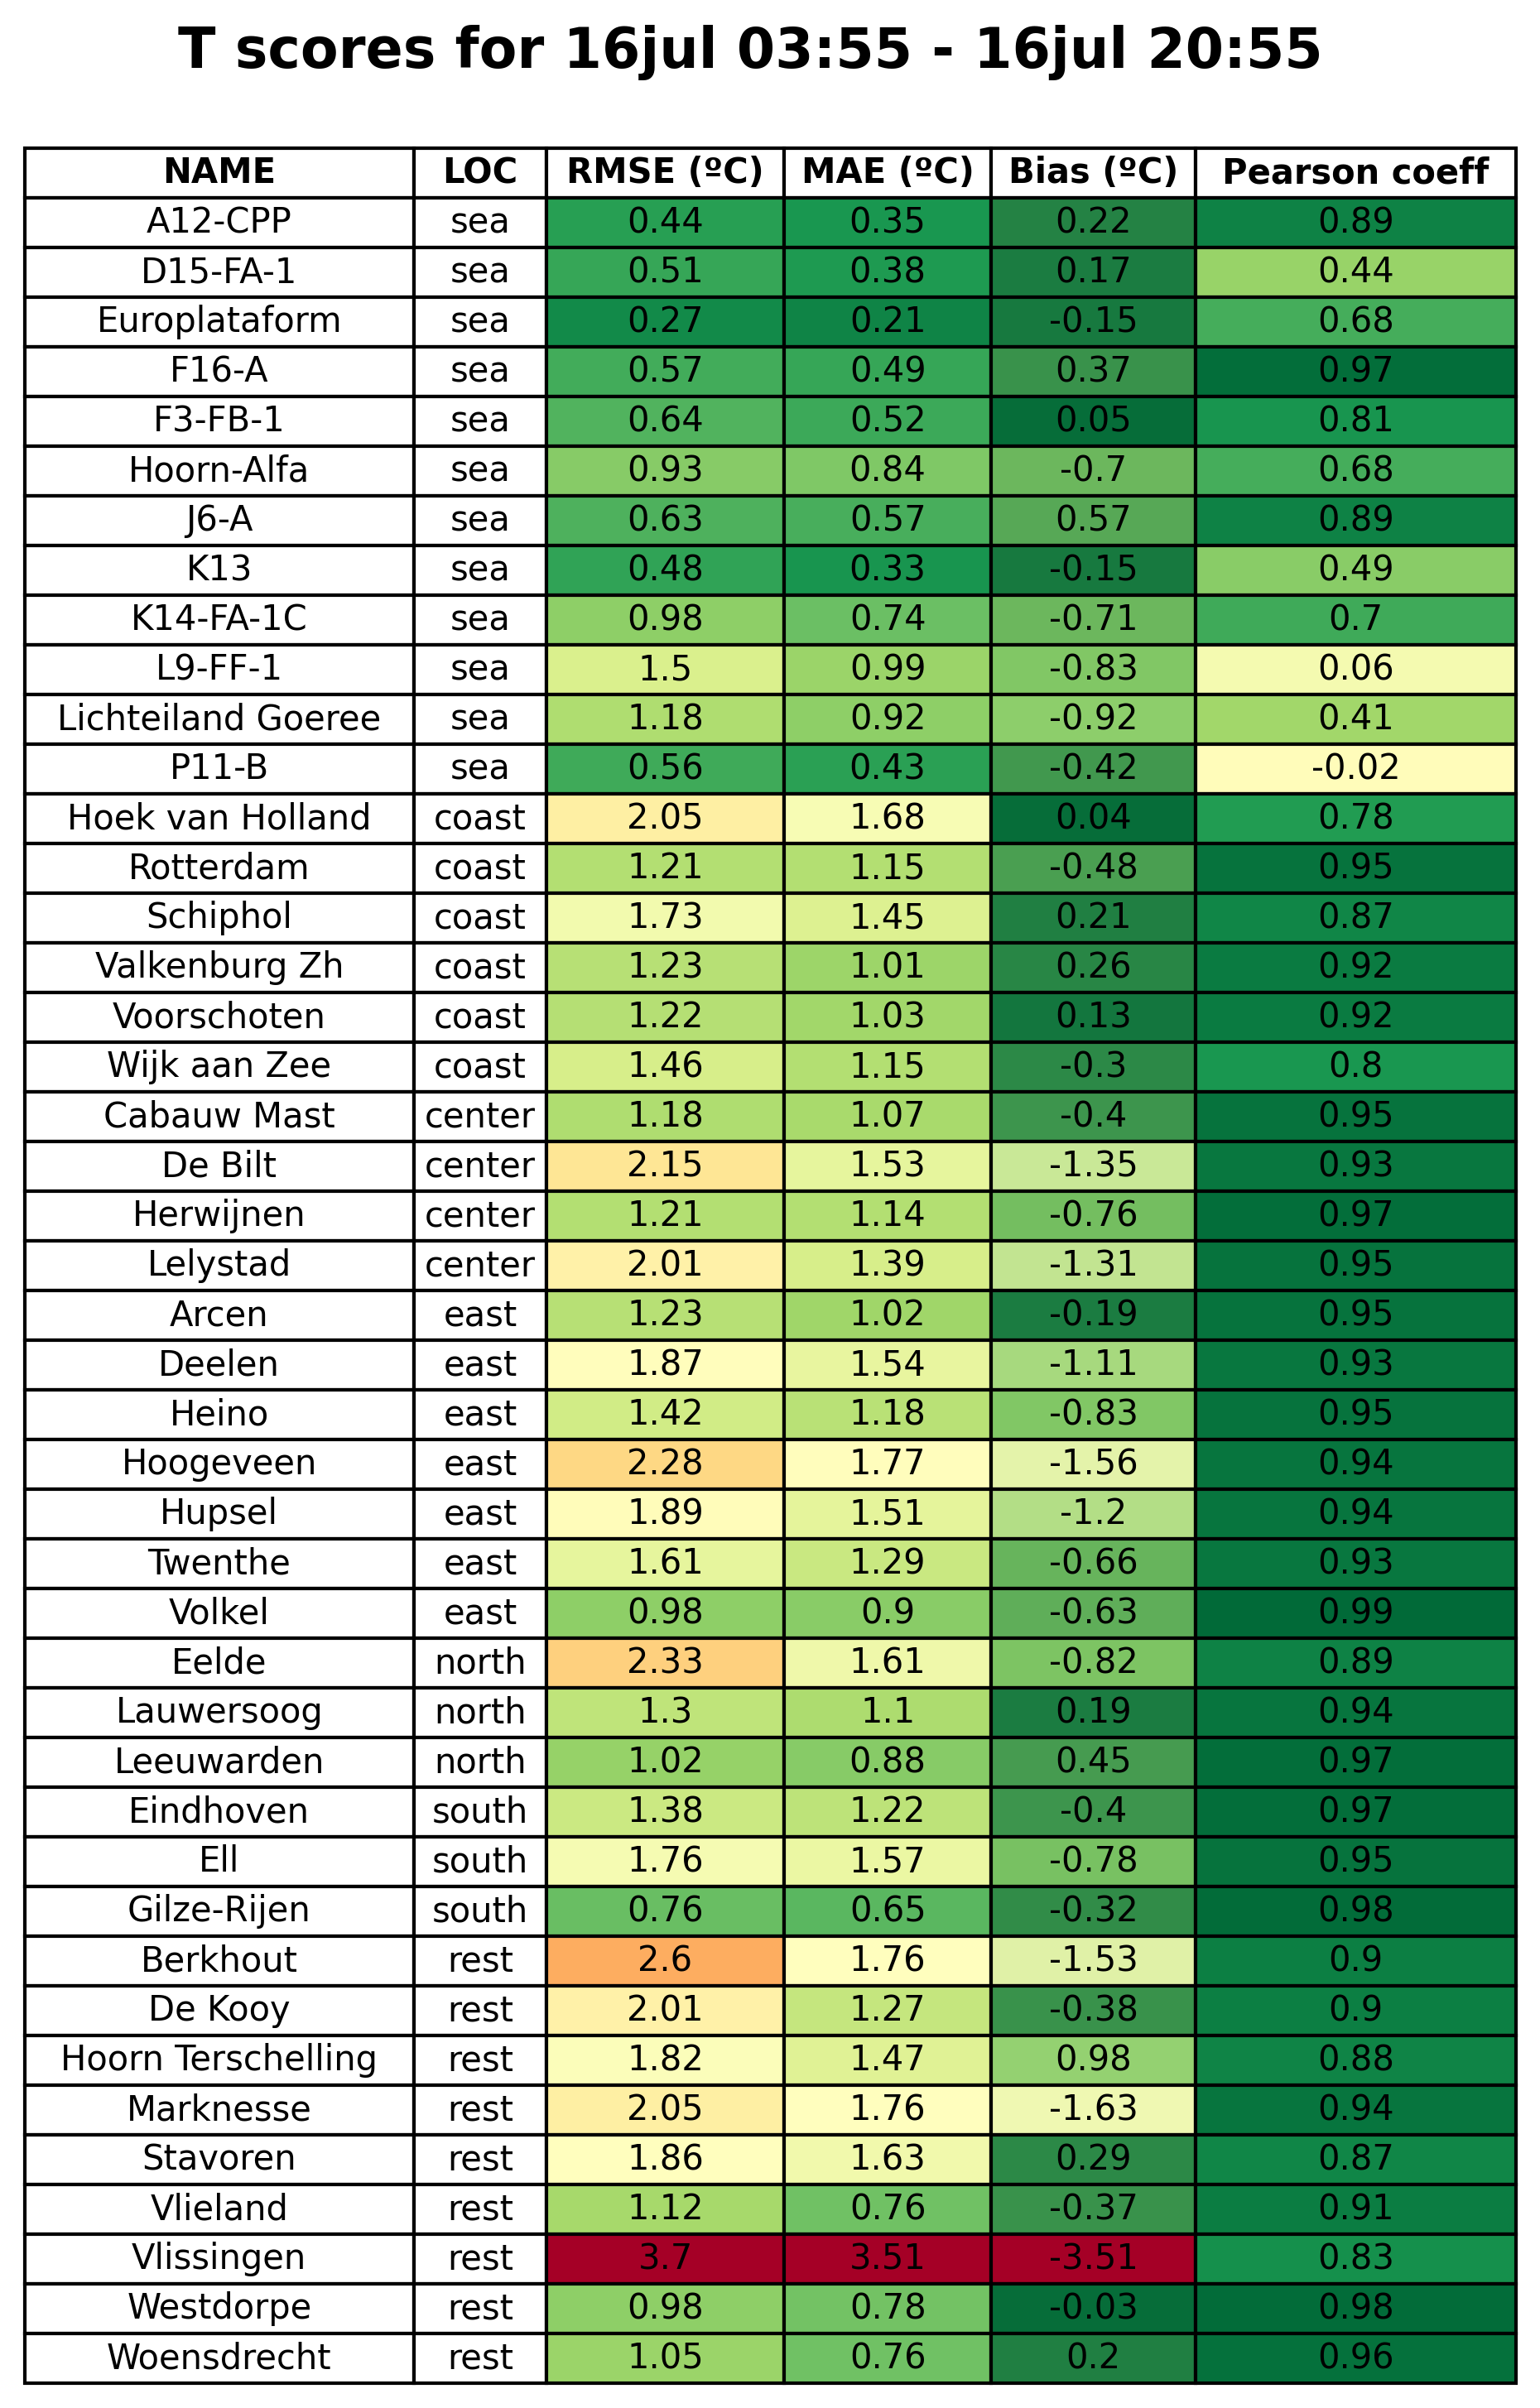 T scores for 16jul 03:55 - 16jul 20:55
NAME LOC RMSE (ºC) MAE (ºC) Bias (ºC) Pearson coeff
A12-CPP sea 0.44 0.35 0.22 0.89
D15-FA-1 sea 0.51 0.38 0.17 0.44
Europlataform sea 0.27 0.21 -0.15 0.68
F16-A sea 0.57 0.49 0.37 0.97
F3-FB-1 sea 0.64 0.52 0.05 0.81
Hoorn-Alfa sea 0.93 0.84 -0.7 0.68
J6-A sea 0.63 0.57 0.57 0.89
K13 sea 0.48 0.33 -0.15 0.49
K14-FA-1C sea 0.98 0.74 -0.71 0.7
L9-FF-1 sea 1.5 0.99 -0.83 0.06
Lichteiland Goeree sea 1.18 0.92 -0.92 0.41
P11-B sea 0.56 0.43 -0.42 -0.02
Hoek van Holland coast 2.05 1.68 0.04 0.78
Rotterdam coast 1.21 1.15 -0.48 0.95
Schiphol coast 1.73 1.45 0.21 0.87
Valkenburg Zh coast 1.23 1.01 0.26 0.92
Voorschoten coast 1.22 1.03 0.13 0.92
Wijk aan Zee coast 1.46 1.15 -0.3 0.8
Cabauw Mast center 1.18 1.07 -0.4 0.95
De Bilt center 2.15 1.53 -1.35 0.93
Herwijnen center 1.21 1.14 -0.76 0.97
Lelystad center 2.01 1.39 -1.31 0.95
Arcen east 1.23 1.02 -0.19 0.95
Deelen east 1.87 1.54 -1.11 0.93
Heino east 1.42 1.18 -0.83 0.95
Hoogeveen east 2.28 1.77 -1.56 0.94
Hupsel east 1.89 1.51 -1.2 0.94
Twenthe east 1.61 1.29 -0.66 0.93
Volkel east 0.98 0.9 -0.63 0.99
Eelde north 2.33 1.61 -0.82 0.89
Lauwersoog north 1.3 1.1 0.19 0.94
Leeuwarden north 1.02 0.88 0.45 0.97
Eindhoven south 1.38 1.22 -0.4 0.97
Ell south 1.76 1.57 -0.78 0.95
Gilze-Rijen south 0.76 0.65 -0.32 0.98
Berkhout rest 2.6 1.76 -1.53 0.9
De Kooy rest 2.01 1.27 -0.38 0.9
Hoorn Terschelling rest 1.82 1.47 0.98 0.88
Marknesse rest 2.05 1.76 -1.63 0.94
Stavoren rest 1.86 1.63 0.29 0.87
Vlieland rest 1.12 0.76 -0.37 0.91
Vlissingen rest 3.7 3.51 -3.51 0.83
Westdorpe rest 0.98 0.78 -0.03 0.98
Woensdrecht rest 1.05 0.76 0.2 0.96